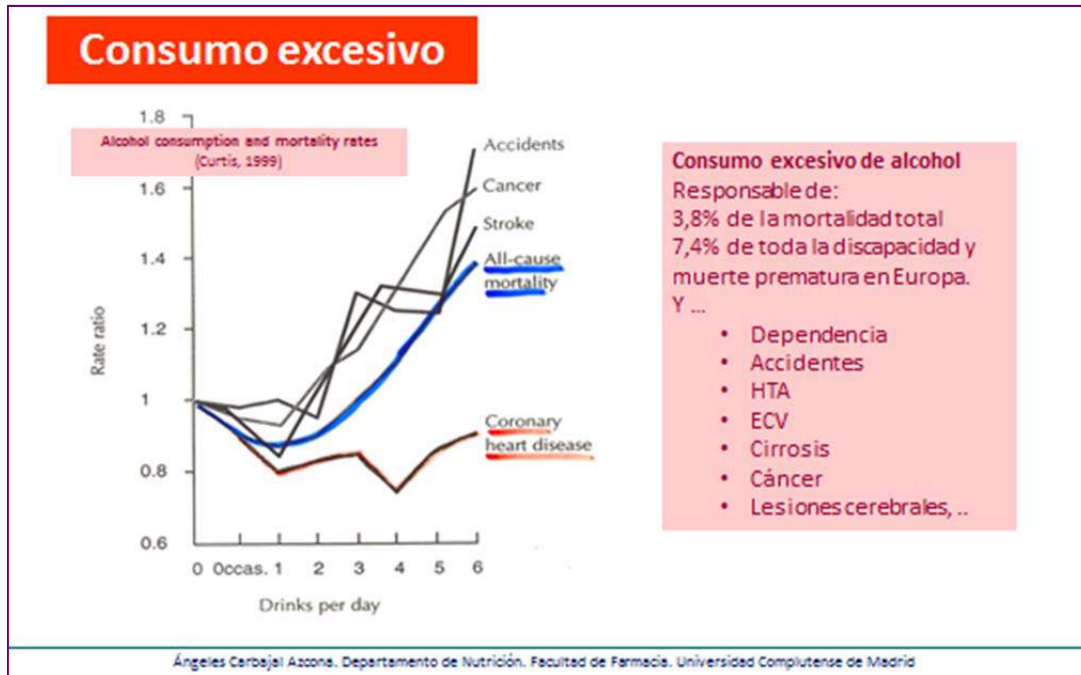 Consumo excesivo
Alcohol consumption and mortality rates
(Curtis, 1999)
1.8
1.6
1.4
1.2
1
0.8
0.6
Rate ratio
0 Occas. 1 2 3 4 5 6
Drinks per day
Accidents
Cancer
Stroke
All-cause
mortality
Coronary
heart disease
Consumo excesivo de alcohol
Responsable de:
3,8% de la mortalidad total
7,4% de toda la discapacidad y
muerte prematura en Europa.
Y ...
• Dependencia
• Accidentes
• HTA
• ECV
• Cirrosis
• Cáncer
• Lesiones cerebrales, ..
Ángeles Carbajal Azcona. Departamento de Nutrición. Facultad de Farmacia. Universidad Complutense de Madrid